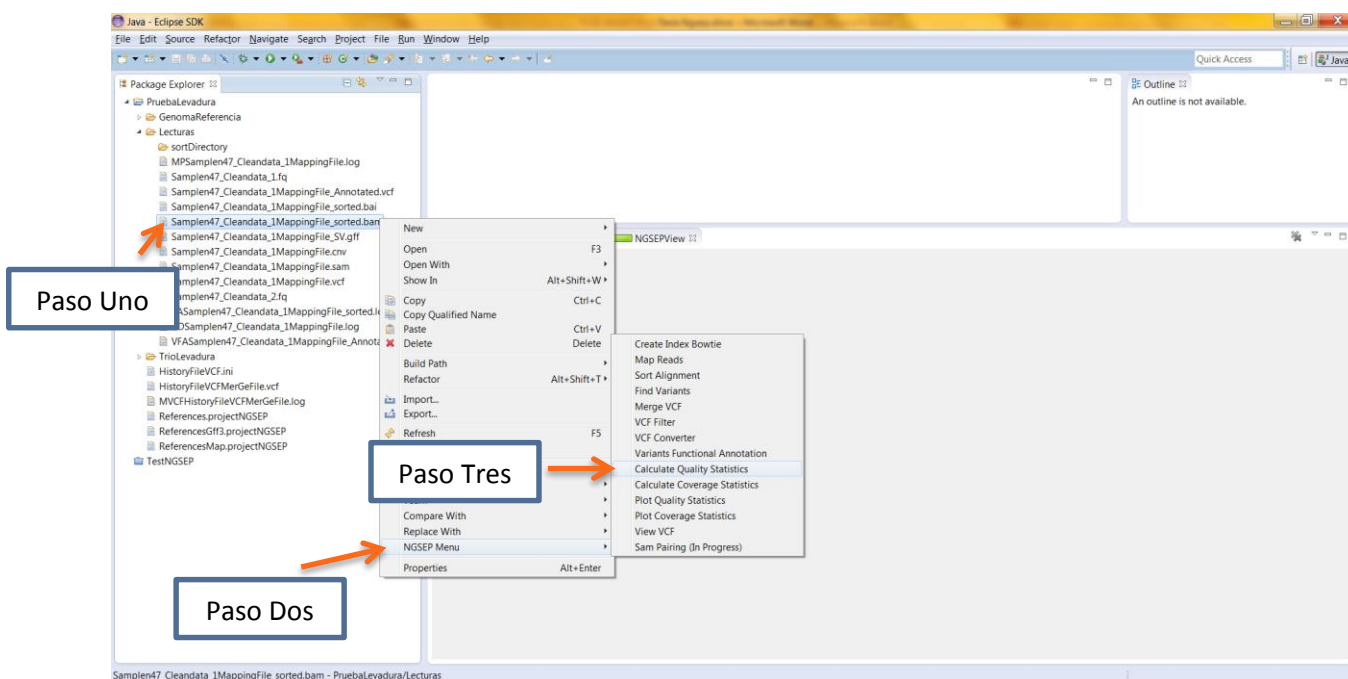 Java - Eclipse SDK
File Edit Source Refactor Navigate Search Project File Run Window Help
Quick Access
Java
Package Explorer
PruebaLevadura
GenomaReferencia
Lecturas
sortDirectory
MPSamplen47_Cleandata_1MappingFile.log
Samplen47_Cleandata_1.fq
Samplen47_Cleandata_1MappingFile_Annotated.vcf
Samplen47_Cleandata_1MappingFile_sorted.bai
Samplen47_Cleandata_1MappingFile_sorted.bam
Samplen47_Cleandata_1MappingFile_SV.gff
Samplen47_Cleandata_1MappingFile.cnv
Samplen47_Cleandata_1MappingFile.sam
amplen47_Cleandata_1MappingFile.vcf
amplen47_Cleandata_2.fq
ASamplen47_Cleandata_1MappingFile_sorted.l
DSamplen47_Cleandata_1MappingFile.log
VFASamplen47_Cleandata_1MappingFile_Annota
TrioLevadura
HistoryFileVCF.ini
HistoryFileVCFMerGeFile.vcf
MVCFHistoryFileVCFMerGeFile.log
References.projectNGSEP
ReferencesGff3.projectNGSEP
ReferencesMap.projectNGSEP
TestNGSEP
Outline
An outline is not available.
NGSEPView
New
Open F3
Open With
Show In Alt+Shift+W
Copy Ctrl+C
Copy Qualified Name
Paste Ctrl+V
Delete Delete
Build Path
Refactor Alt+Shift+T
Import...
Export...
Refresh F5
Compare With
Replace With
NGSEP Menu
Properties Alt+Enter
Create Index Bowtie
Map Reads
Sort Alignment
Find Variants
Merge VCF
VCF Filter
VCF Converter
Variants Functional Annotation
Calculate Quality Statistics
Calculate Coverage Statistics
Plot Quality Statistics
Plot Coverage Statistics
View VCF
Sam Pairing (In Progress)
Paso Uno
Paso Tres
Paso Dos
Samplen47_Cleandata_1MappingFile_sorted.bam - PruebaLevadura/Lecturas